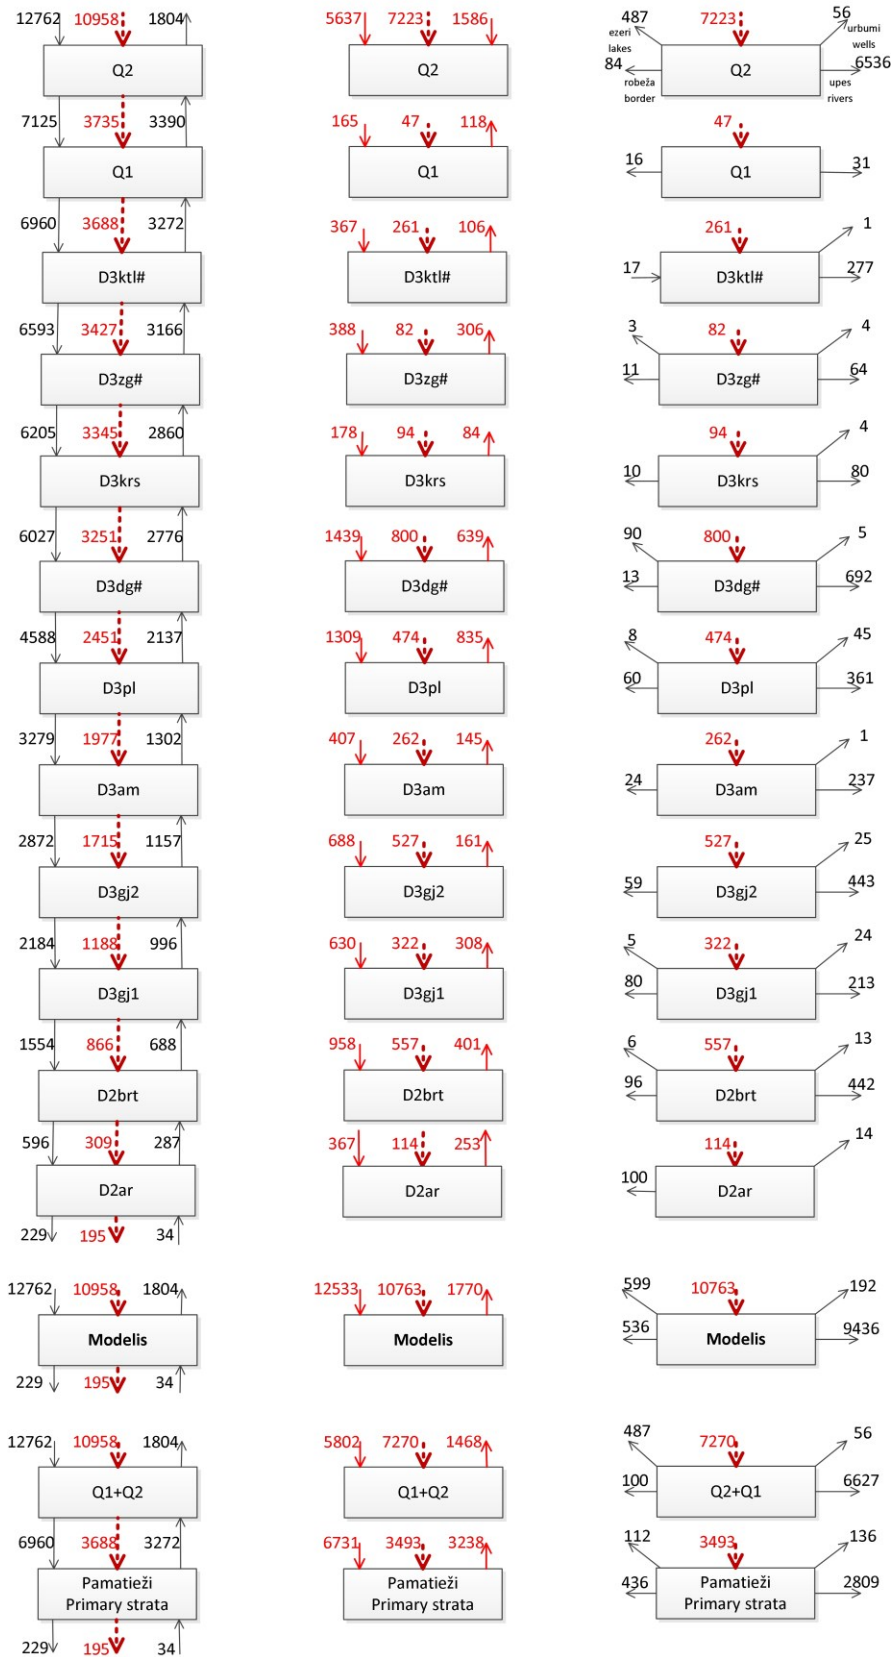 12762 10958 1804 5637 7223 1586 487 7223 56
ezeri urbumi
lakes wells
Q2 Q2 84 Q2 6536
robeža upes
border rivers
7125 3735 3390 165 47 118 47
Q1 Q1 16 Q1 31
6960 3688 3272 367 261 106 261 1
D3ktl# D3ktl# 17 D3ktl# 277
6593 3427 3166 388 82 306 3 82 4
D3zg# D3zg# 11 D3zg# 64
6205 3345 2860 178 94 84 94 4
D3krs D3krs 10 D3krs 80
6027 3251 2776 1439 800 639 90 800 5
D3dg# D3dg# 13 D3dg# 692
4588 2451 2137 1309 474 835 8 474 45
D3pl D3pl 60 D3pl 361
3279 1977 1302 407 262 145 262 1
D3am D3am 24 D3am 237
2872 1715 1157 688 527 161 527 25
D3gj2 D3gj2 59 D3gj2 443
2184 1188 996 630 322 308 5 322 24
D3gj1 D3gj1 80 D3gj1 213
1554 866 688 958 557 401 6 557 13
D2brt D2brt 96 D2brt 442
596 309 287 367 114 253 114 14
D2ar D2ar 100 D2ar
229 195 34
12762 10958 1804 12533 10763 1770 599 10763 192
Modelis Modelis 536 Modelis 9436
229 195 34
12762 10958 1804 5802 7270 1468 487 7270 56
Q1+Q2 Q1+Q2 100 Q2+Q1 6627
6960 3688 3272 6731 3493 3238 112 3493 136
Pamatieži Pamatieži 436 Pamatieži 2809
Primary strata Primary strata Primary strata
229 195 34